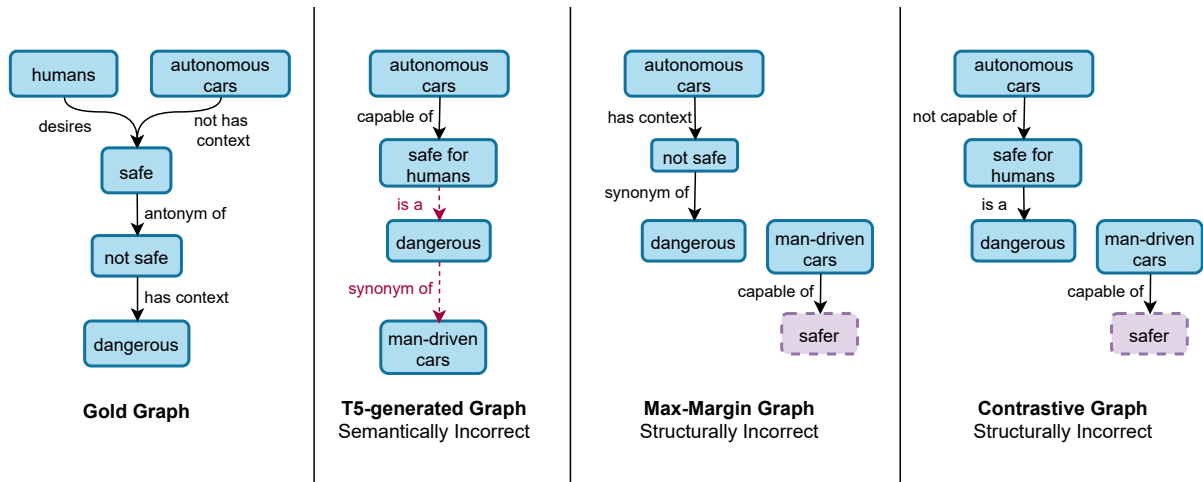 humans
autonomous
cars
desires
not has
context
safe
antonym of
not safe
has context
dangerous
Gold Graph
autonomous
cars
capable of
safe for
humans
is a
dangerous
synonym of
man-driven
cars
T5-generated Graph
Semantically Incorrect
autonomous
cars
has context
not safe
synonym of
dangerous
man-driven
cars
capable of
safer
Max-Margin Graph
Structurally Incorrect
autonomous
cars
not capable of
safe for
humans
is a
dangerous
man-driven
cars
capable of
safer
Contrastive Graph
Structurally Incorrect